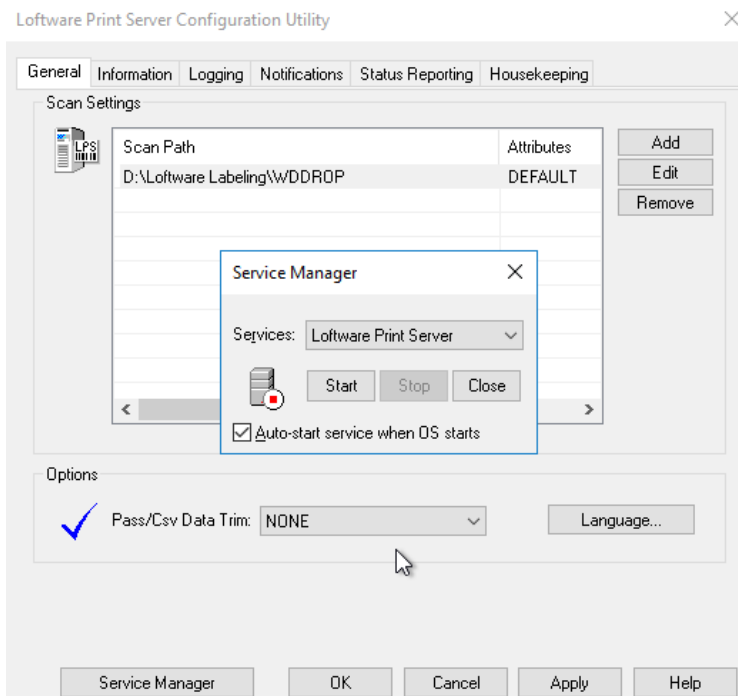 Loftware Print Server Configuration Utility
General Information Logging Notifications Status Reporting Housekeeping
Scan Settings
LPS
Scan Path Attributes
D:\Loftware Labeling\WDDROP DEFAULT
Add
Edit
Remove
Service Manager
Services: Loftware Print Server
Start Stop Close
Auto-start service when OS starts
Options
Pass/Csv Data Trim: NONE Language...
Service Manager OK Cancel Apply Help